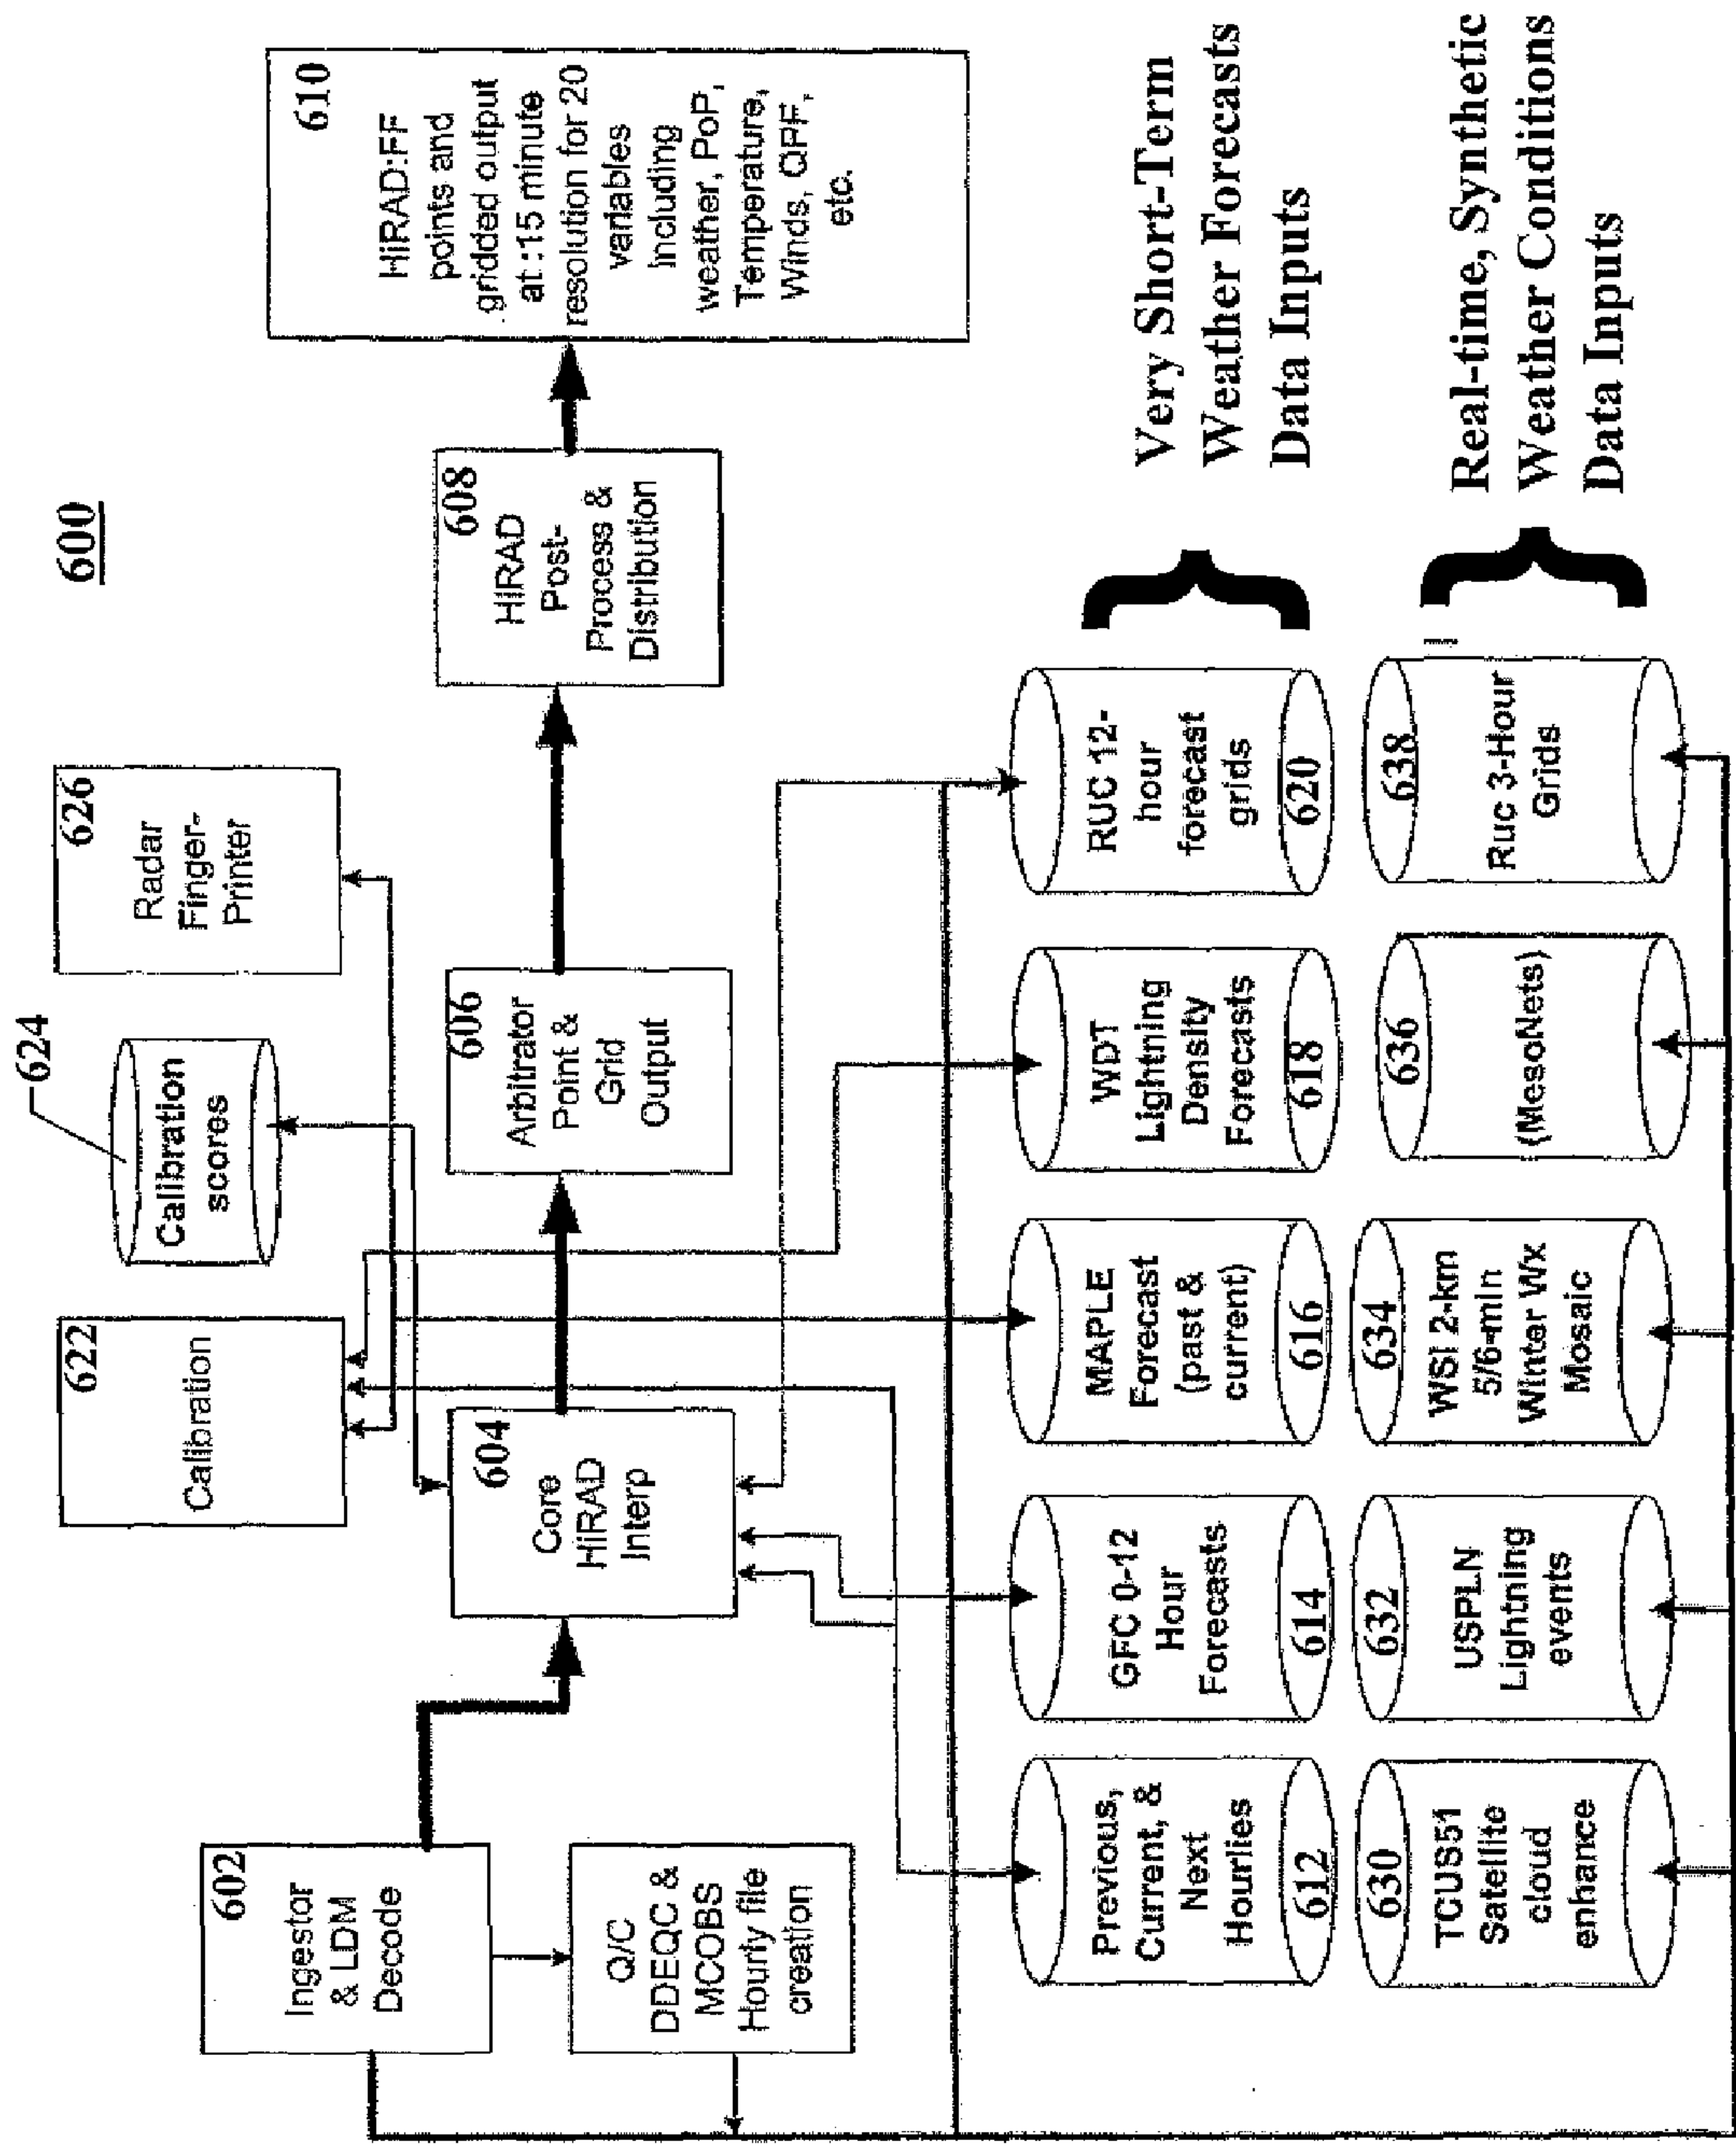 600
602
Ingestor
& LDM
Decode
Q/C
DDEQC &
MCOBS
Hourly file
creation
622
Calibration
624
Calibration
scores
626
Radar
Finger-
Printer
604
Core
HiRAD
Interp
606
Arbitrator
Point &
Grid
Output
608
HIRAD
Post-
Process &
Distribution
610
HiRAD:FF
points and
gridded output
at :15 minute
resolution for 20
variables
including
weather, PoP,
Temperature,
Winds, QPF,
etc.
Previous,
Current, &
Next
Hourlies
612
GFC 0-12
Hour
Forecasts
614
MAPLE
Forecast
(past &
current)
616
WDT
Lightning
Density
Forecasts
618
RUC 12-
hour
forecast
grids
620
Very Short-Term
Weather Forecasts
Data Inputs
630
TCUS51
Satellite
cloud
enhance
632
USPLN
Lightning
events
634
WSI 2-km
5/6-min
Winter Wx
Mosaic
636
(MesoNets)
638
Ruc 3-Hour
Grids
Real-time, Synthetic
Weather Conditions
Data Inputs